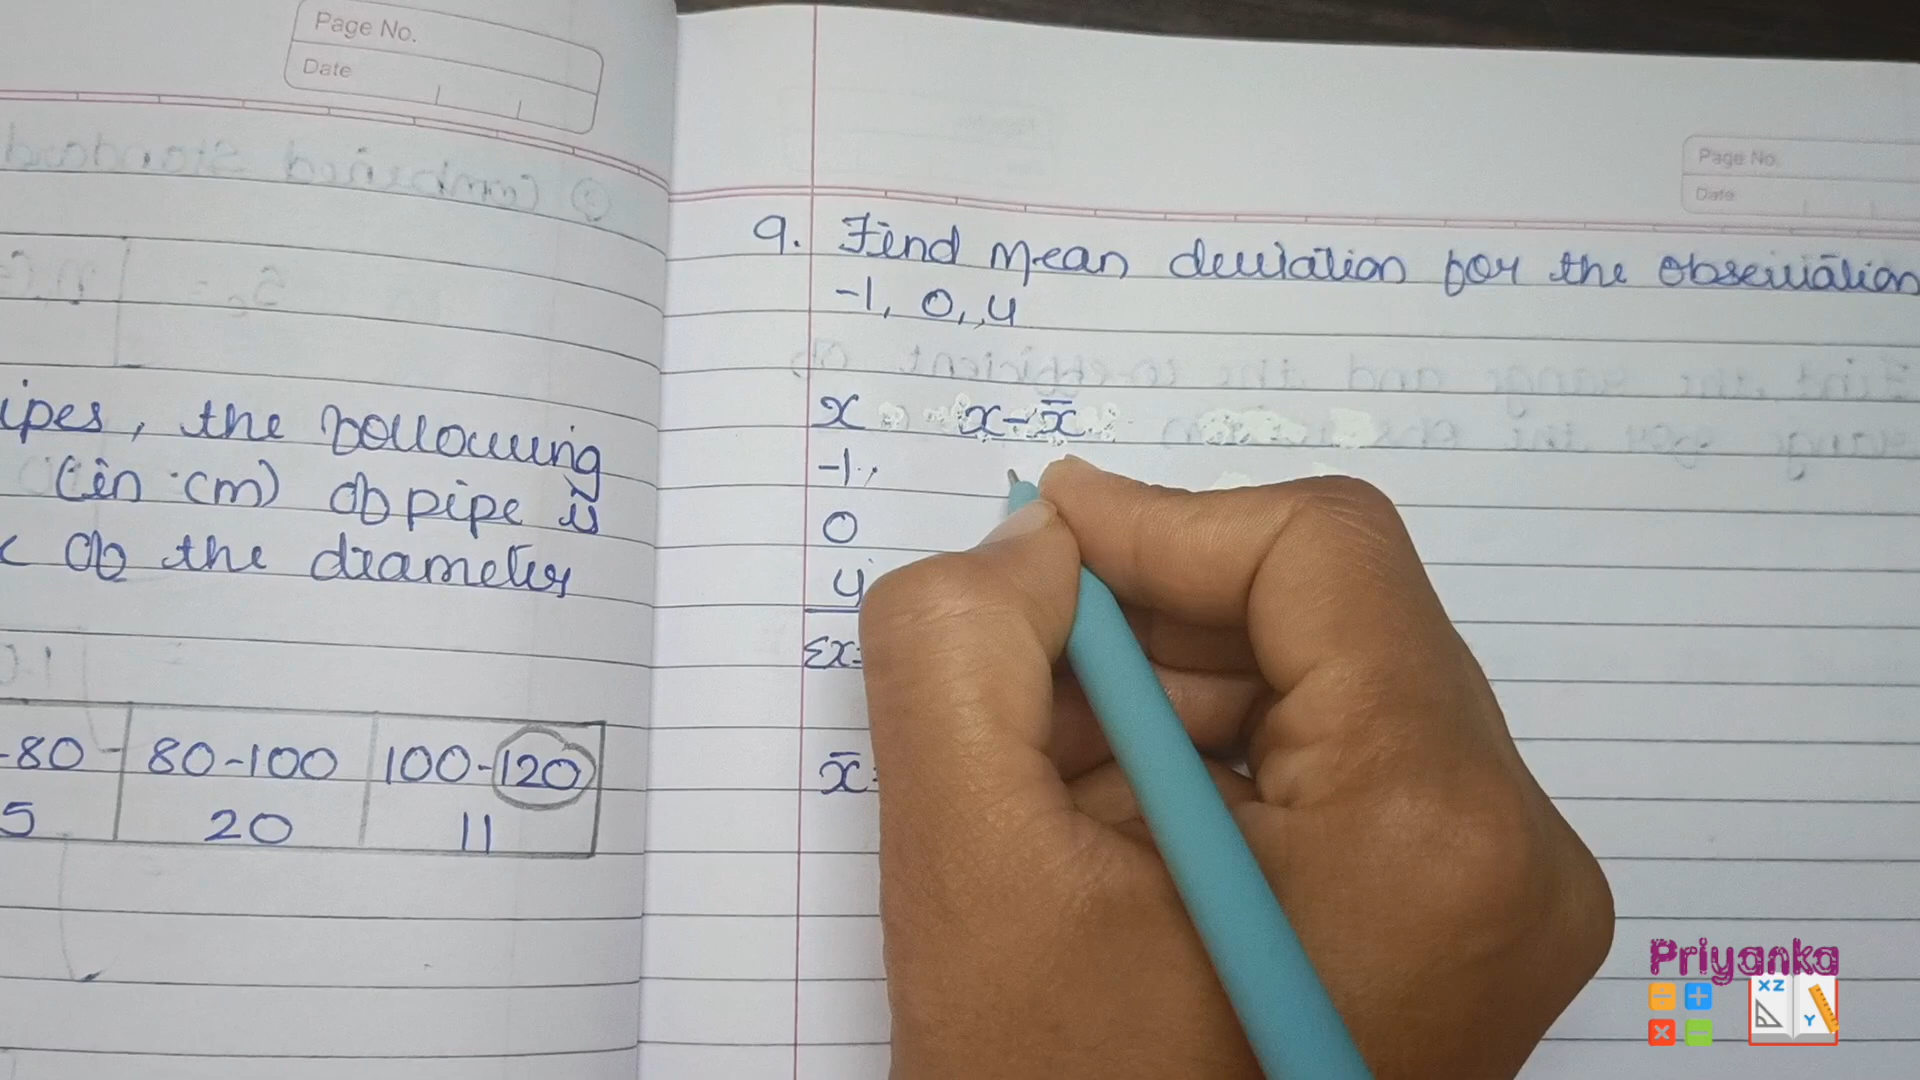 Page No.
Date
ipes, the following
(in cm) of pipe is
of the diameter
-80 80-100 100-120
5 20 11
Page No.
Date
9. Find mean deviation for the observation
-1, 0, 4
x x-x̄
-1
0
4
Σx=
x̄=
Priyanka
XZ
Y